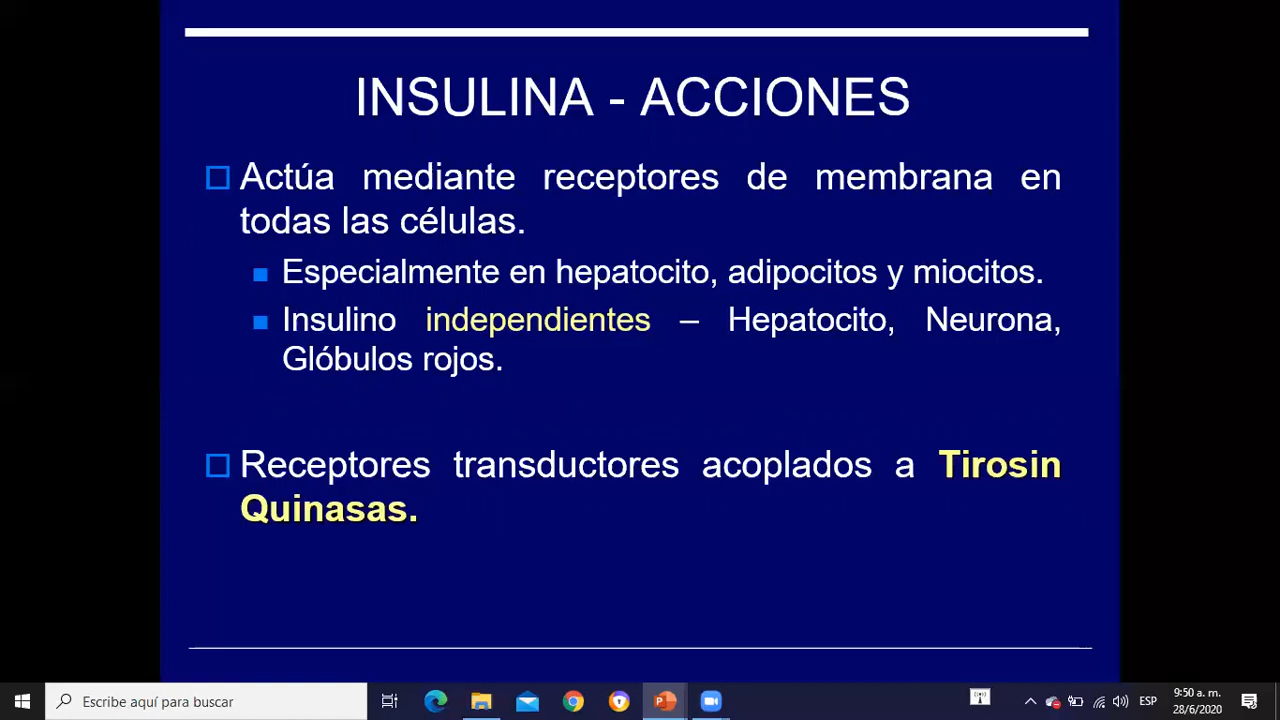 INSULINA - ACCIONES
Actúa mediante receptores de membrana en
todas las células.
Especialmente en hepatocito, adipocitos y miocitos.
Insulino independientes – Hepatocito, Neurona,
Glóbulos rojos.
Receptores transductores acoplados a Tirosin
Quinasas.
Escribe aquí para buscar
ESP
9:50 a. m.
28/6/2020